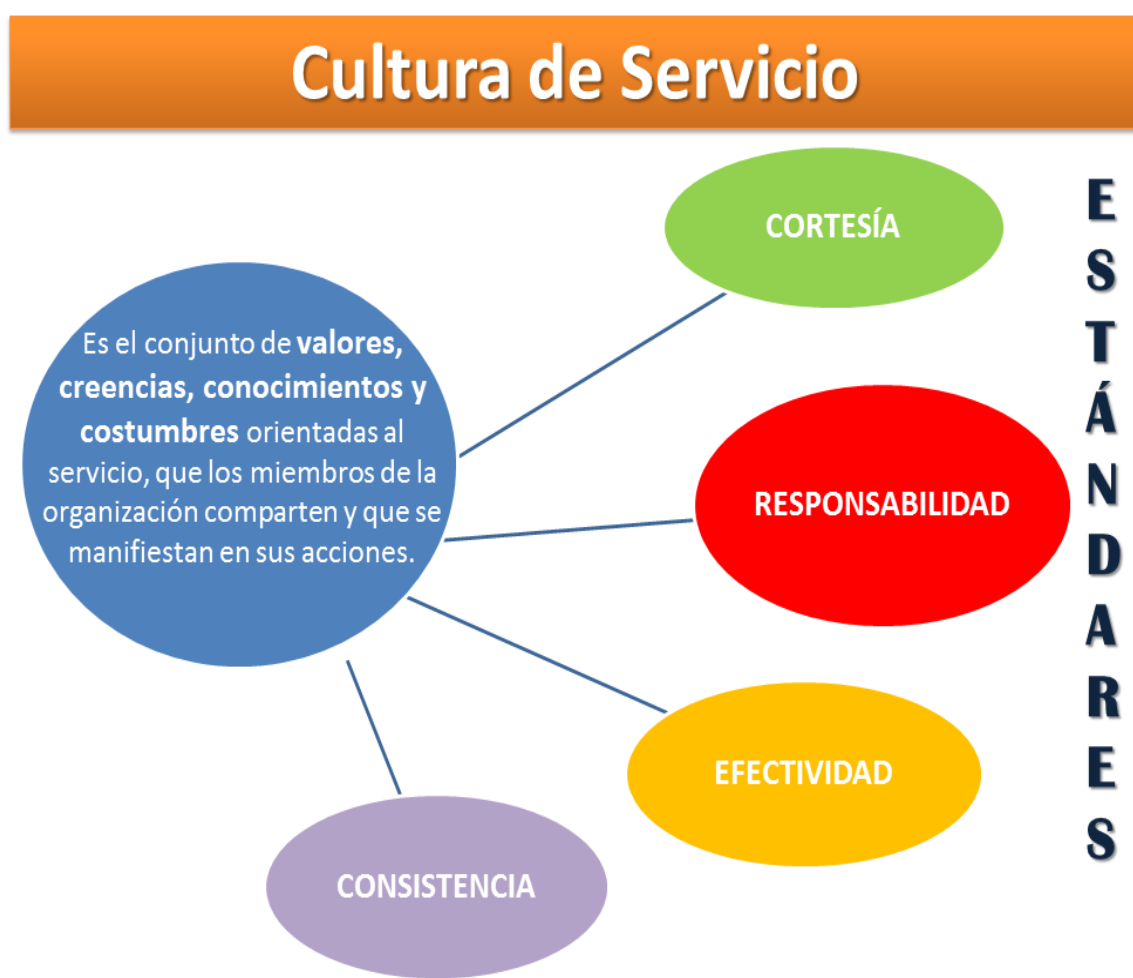 Cultura de Servicio
Es el conjunto de valores,
creencias, conocimientos y
costumbres orientadas al
servicio, que los miembros de la
organización comparten y que se
manifiestan en sus acciones.
CORTESÍA
RESPONSABILIDAD
EFECTIVIDAD
CONSISTENCIA
E
S
T
Á
N
D
A
R
E
S